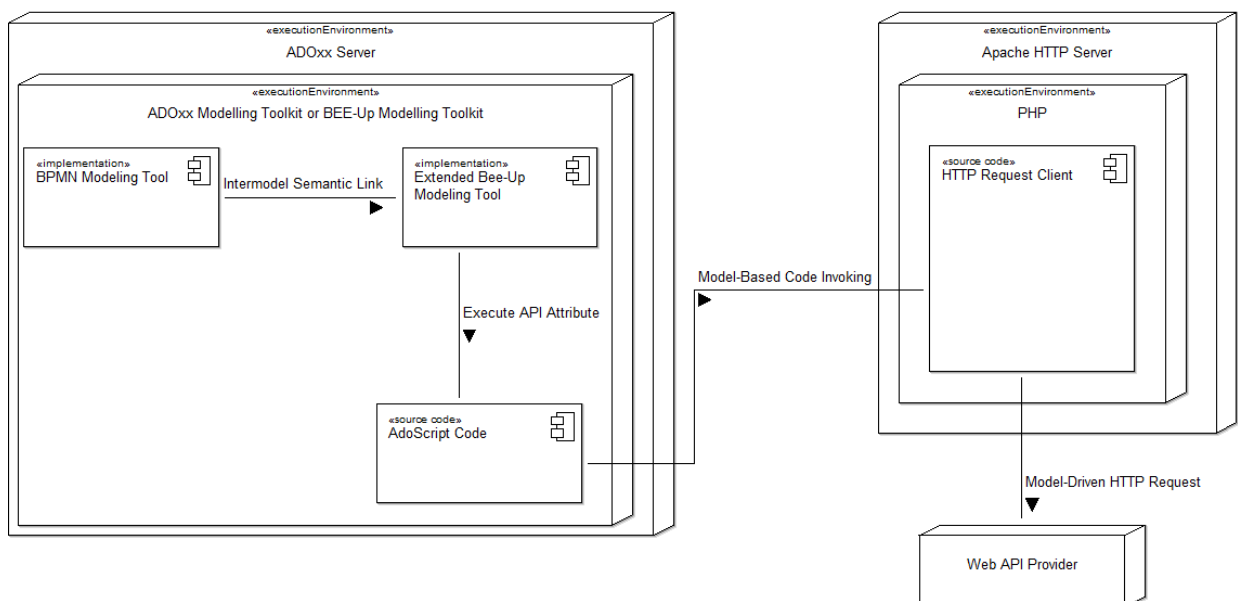 «executionEnvironment»
ADOxx Server
«executionEnvironment»
ADOxx Modelling Toolkit or BEE-Up Modelling Toolkit
«implementation»
BPMN Modeling Tool
Intermodel Semantic Link
«implementation»
Extended Bee-Up
Modeling Tool
Execute API Attribute
«source code»
AdoScript Code
Model-Based Code Invoking
«executionEnvironment»
Apache HTTP Server
«executionEnvironment»
PHP
«source code»
HTTP Request Client
Model-Driven HTTP Request
Web API Provider